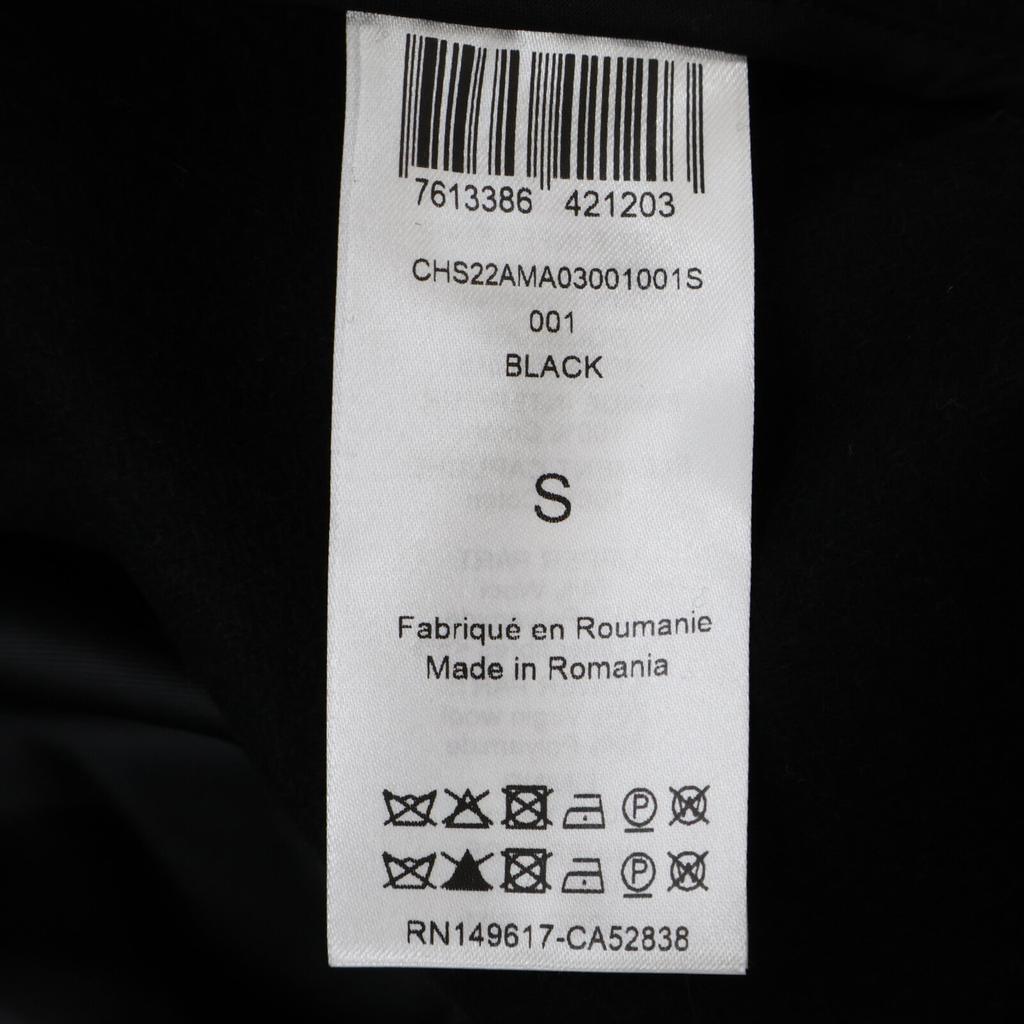 7613386 421203
CHS22AMA03001001S
001
BLACK
S
Fabriqué en Roumanie
Made in Romania
RN149617-CA52838